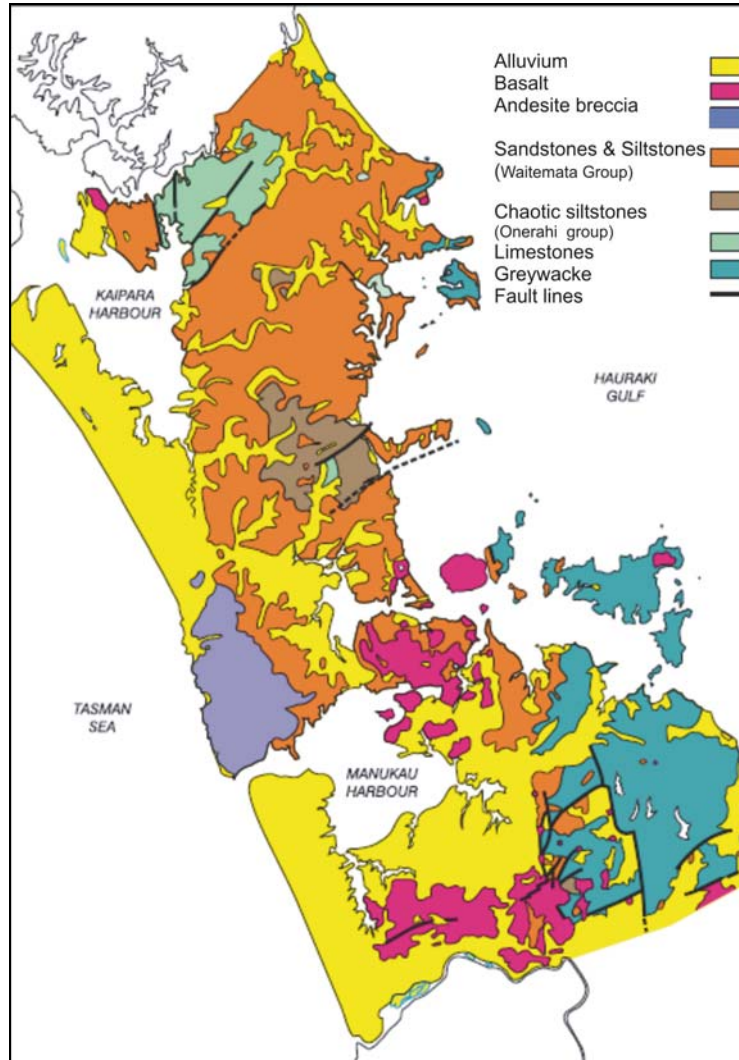 Alluvium
Basalt
Andesite breccia
Sandstones & Siltstones
(Waitemata Group)
Chaotic siltstones
(Onerahi group)
Limestones
Greywacke
Fault lines
KAIPARA
HARBOUR
HAURAKI
GULF
TASMAN
SEA
MANUKAU
HARBOUR